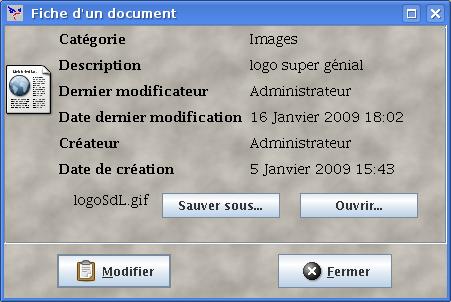 Fiche d'un document
Catégorie Images
Description logo super génial
Dernier modificateur Administrateur
Date dernier modification 16 Janvier 2009 18:02
Créateur Administrateur
Date de création 5 Janvier 2009 15:43
logoSdL.gif Sauver sous... Ouvrir...
Modifier Fermer